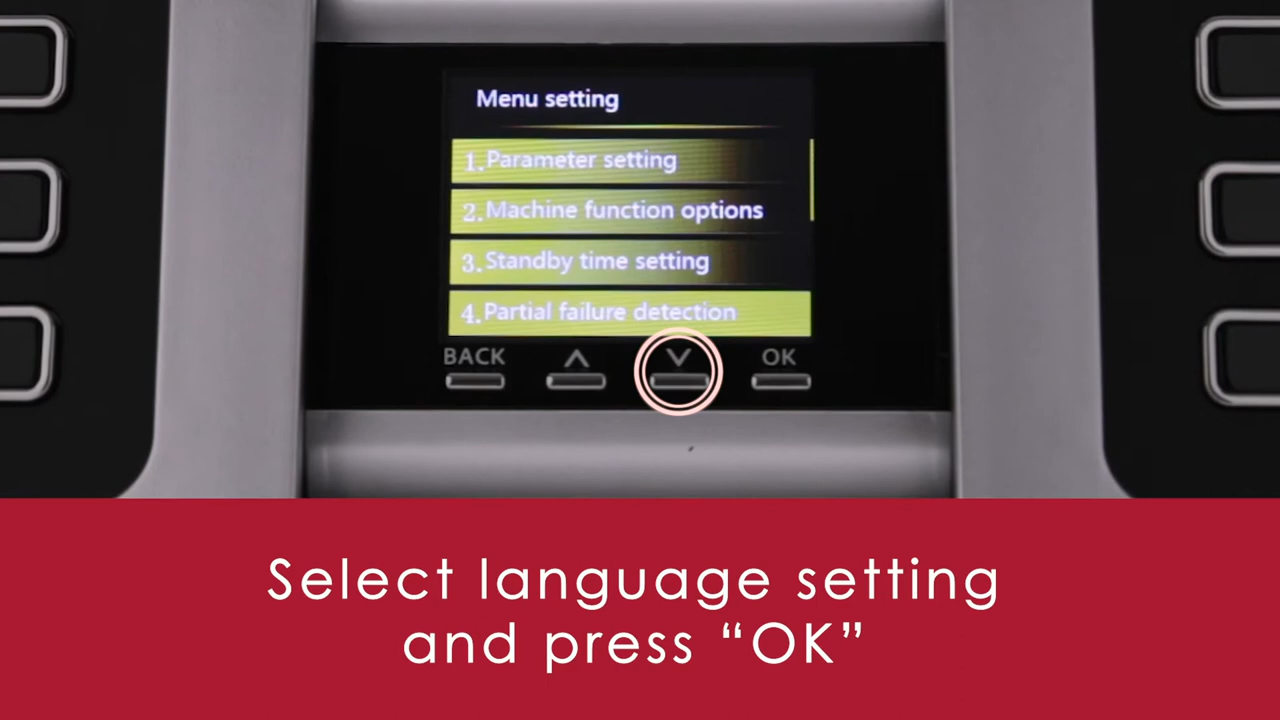 Menu setting
1.Parameter setting
2.Machine function options
3.Standby time setting
4.Partial failure detection
BACK
OK
Select language setting
and press “OK”